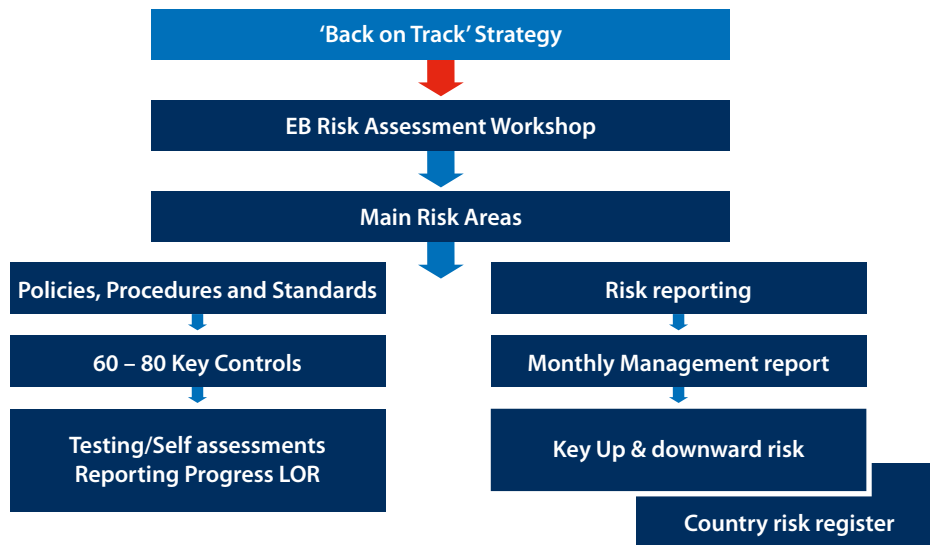 ‘Back on Track’ Strategy
EB Risk Assessment Workshop
Main Risk Areas
Policies, Procedures and Standards
60 – 80 Key Controls
Testing/Self assessments
Reporting Progress LOR
Risk reporting
Monthly Management report
Key Up & downward risk
Country risk register